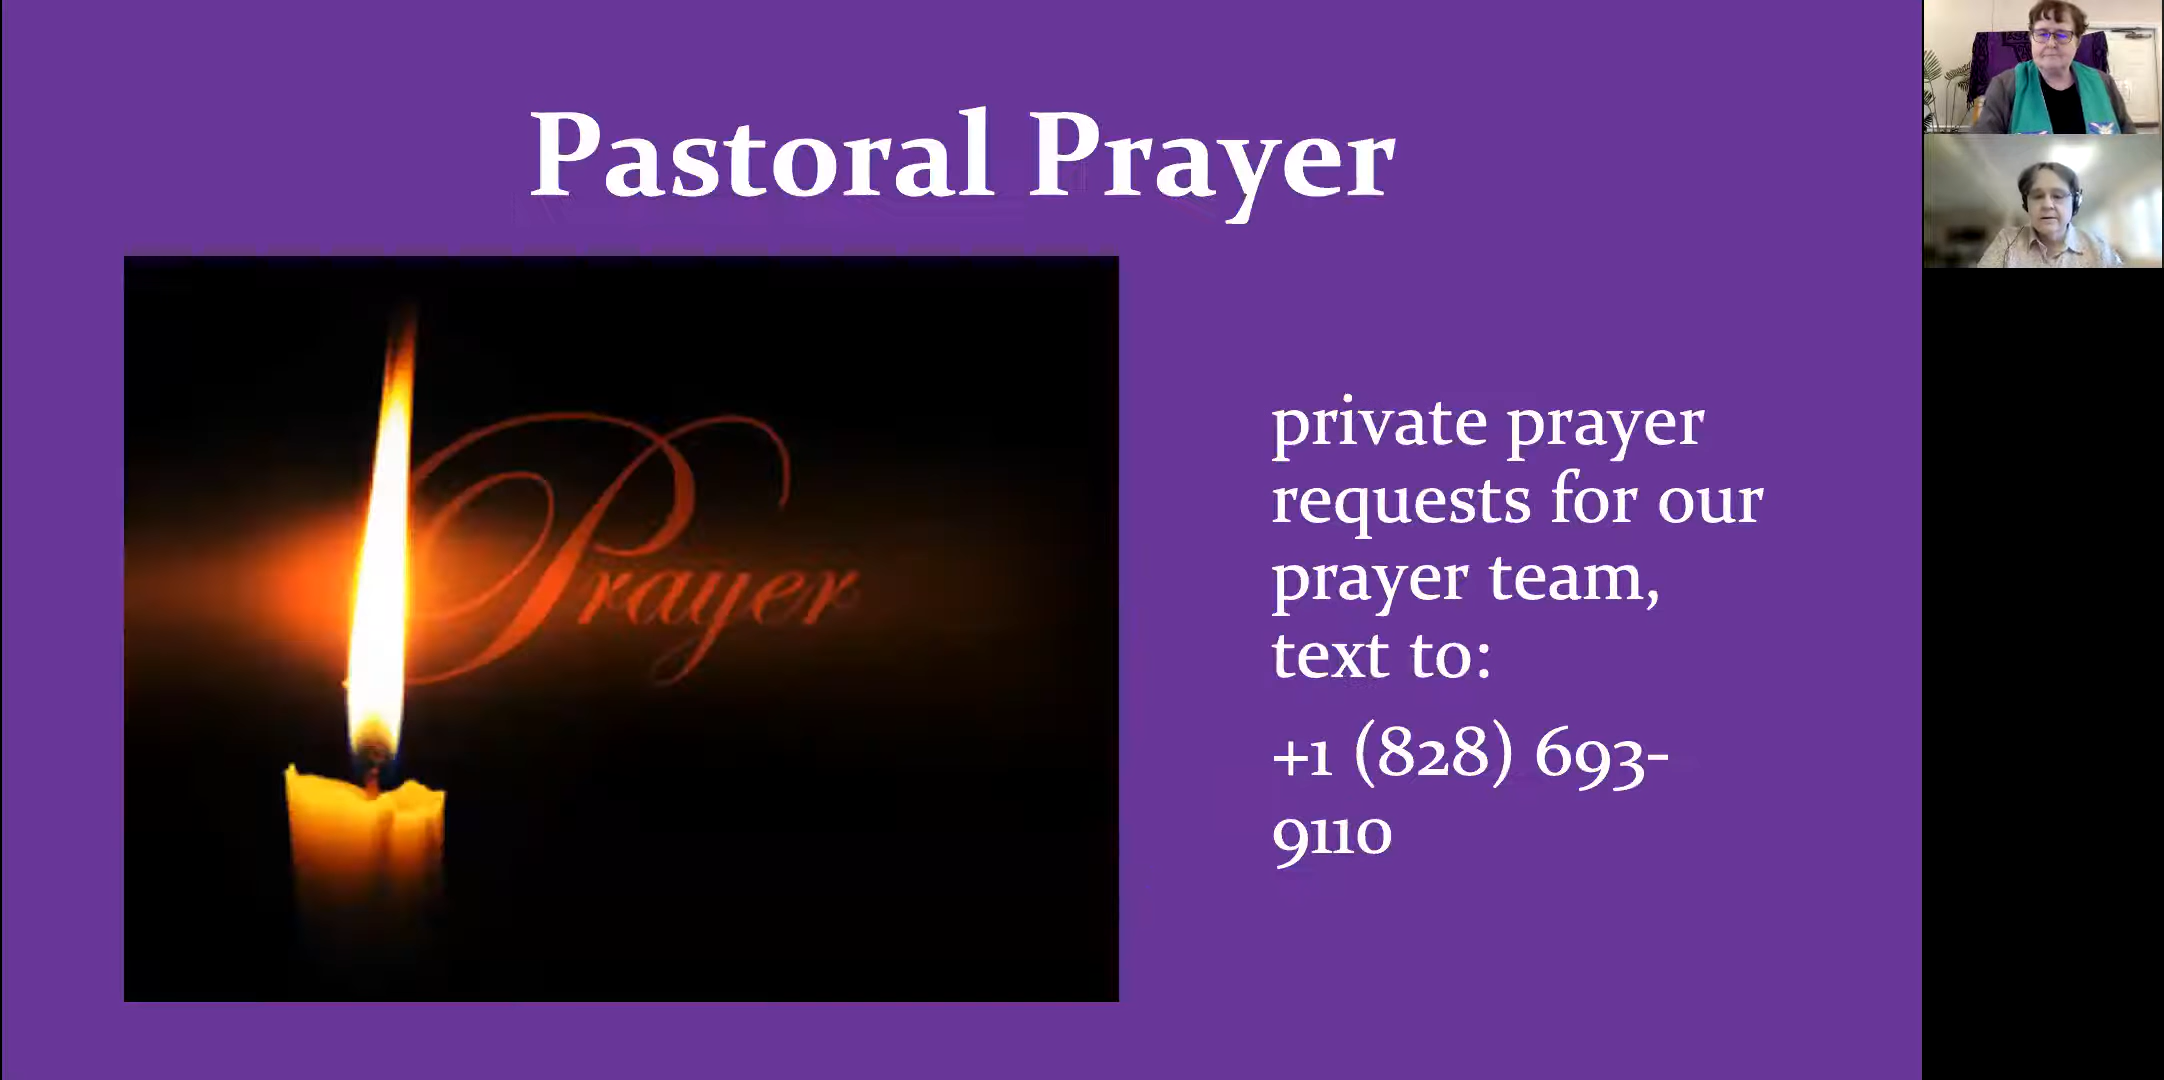 Pastoral Prayer
Prayer
private prayer
requests for our
prayer team,
text to:
+1 (828) 693-
9110